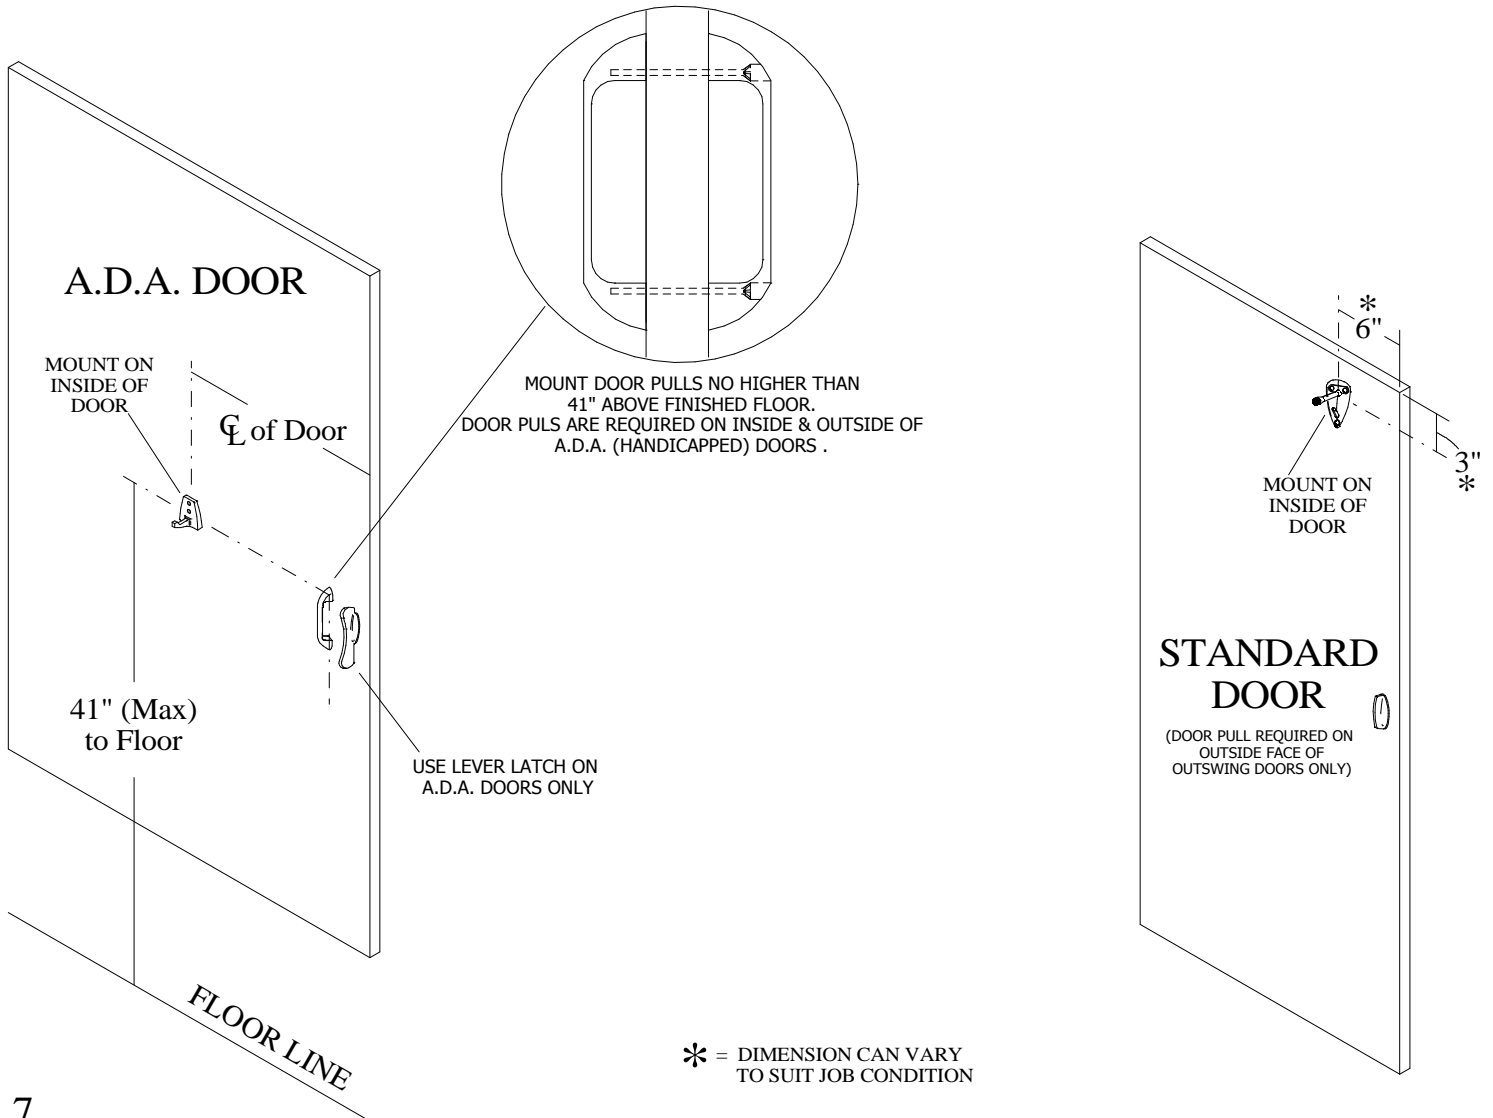 A.D.A. DOOR
MOUNT ON
INSIDE OF
DOOR
℄ of Door
41" (Max)
to Floor
FLOOR LINE
7
MOUNT DOOR PULLS NO HIGHER THAN
41" ABOVE FINISHED FLOOR.
DOOR PULS ARE REQUIRED ON INSIDE & OUTSIDE OF
A.D.A. (HANDICAPPED) DOORS .
USE LEVER LATCH ON
A.D.A. DOORS ONLY
* = DIMENSION CAN VARY
TO SUIT JOB CONDITION
*
6"
3"
*
MOUNT ON
INSIDE OF
DOOR
STANDARD
DOOR
(DOOR PULL REQUIRED ON
OUTSIDE FACE OF
OUTSWING DOORS ONLY)